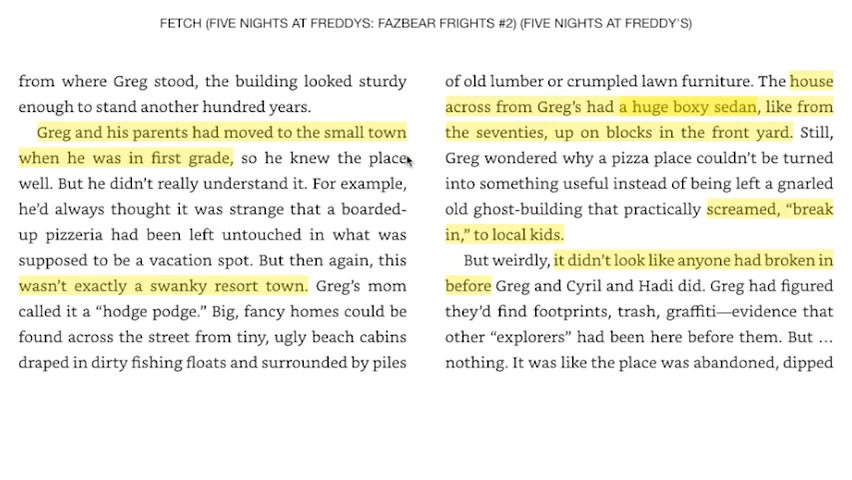 FETCH (FIVE NIGHTS AT FREDDYS: FAZBEAR FRIGHTS #2) (FIVE NIGHTS AT FREDDY'S)
from where Greg stood, the building looked sturdy
enough to stand another hundred years.
Greg and his parents had moved to the small town
when he was in first grade, so he knew the place
well. But he didn't really understand it. For example,
he'd always thought it was strange that a boarded-
up pizzeria had been left untouched in what was
supposed to be a vacation spot. But then again, this
wasn't exactly a swanky resort town. Greg's mom
called it a “hodge podge.” Big, fancy homes could be
found across the street from tiny, ugly beach cabins
draped in dirty fishing floats and surrounded by piles
of old lumber or crumpled lawn furniture. The house
across from Greg's had a huge boxy sedan, like from
the seventies, up on blocks in the front yard. Still,
Greg wondered why a pizza place couldn't be turned
into something useful instead of being left a gnarled
old ghost-building that practically screamed, “break
in,” to local kids.
But weirdly, it didn't look like anyone had broken in
before Greg and Cyril and Hadi did. Greg had figured
they'd find footprints, trash, graffiti—evidence that
other “explorers” had been here before them. But …
nothing. It was like the place was abandoned, dipped